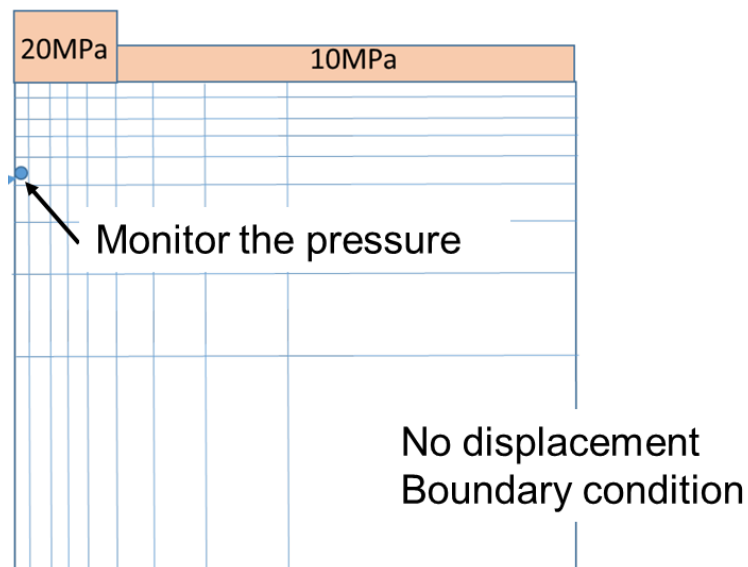 20MPa
10MPa
Monitor the pressure
No displacement
Boundary condition